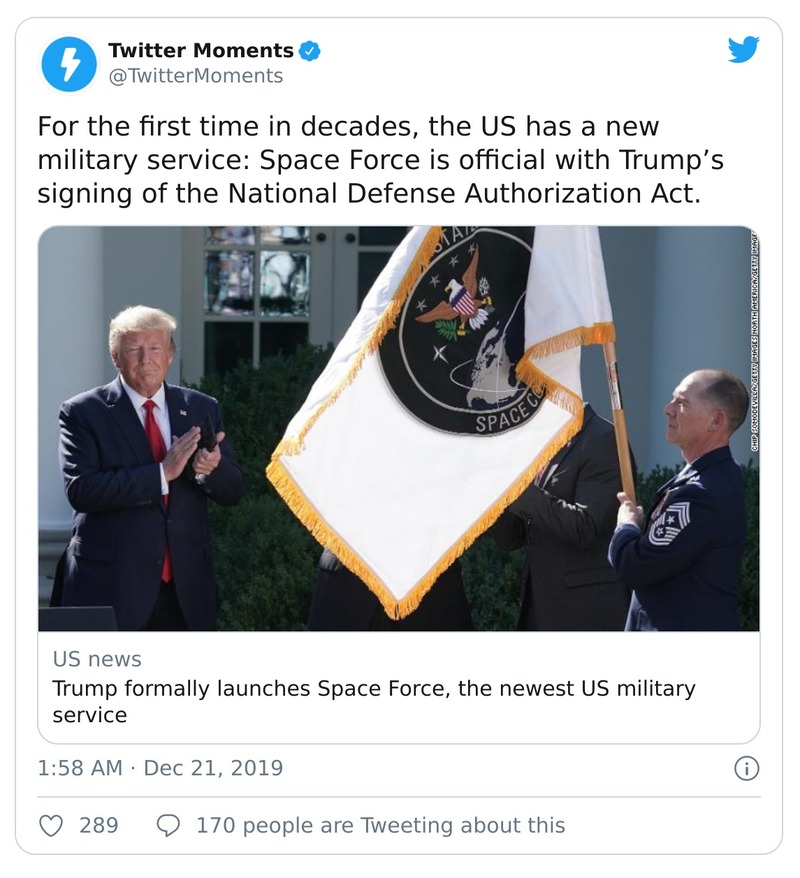 Twitter Moments
@TwitterMoments
For the first time in decades, the US has a new
military service: Space Force is official with Trump’s
signing of the National Defense Authorization Act.
CHIP SOMODEVILLA/GETTY IMAGES NORTH AMERICA/GETTY IMAGES
SPACE
US news
Trump formally launches Space Force, the newest US military
service
1:58 AM · Dec 21, 2019
289
170 people are Tweeting about this